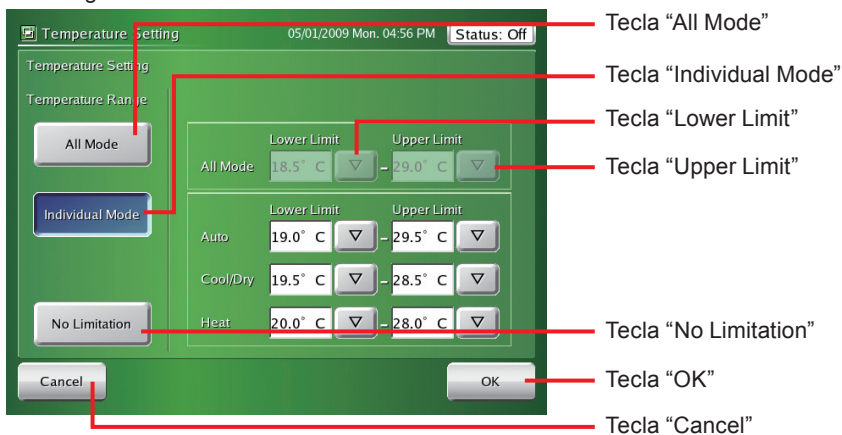 Temperature Setting 05/01/2009 Mon. 04:56 PM Status: Off
Tecla “All Mode”
Temperature Setting
Tecla “Individual Mode”
Temperature Range
Tecla “Lower Limit”
All Mode
Lower Limit Upper Limit
All Mode 18.5° C – 29.0° C
Tecla “Upper Limit”
Individual Mode
Lower Limit Upper Limit
Auto 19.0° C – 29.5° C
Cool/Dry 19.5° C – 28.5° C
No Limitation
Heat 20.0° C – 28.0° C
Tecla “No Limitation”
Cancel
OK
Tecla “OK”
Tecla “Cancel”